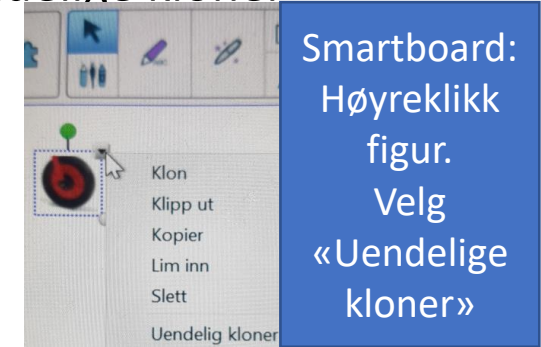 Klon
Klipp ut
Kopier
Lim inn
Slett
Uendelig kloner
Smartboard:
Høyreklikk
figur.
Velg
«Uendelige
kloner»